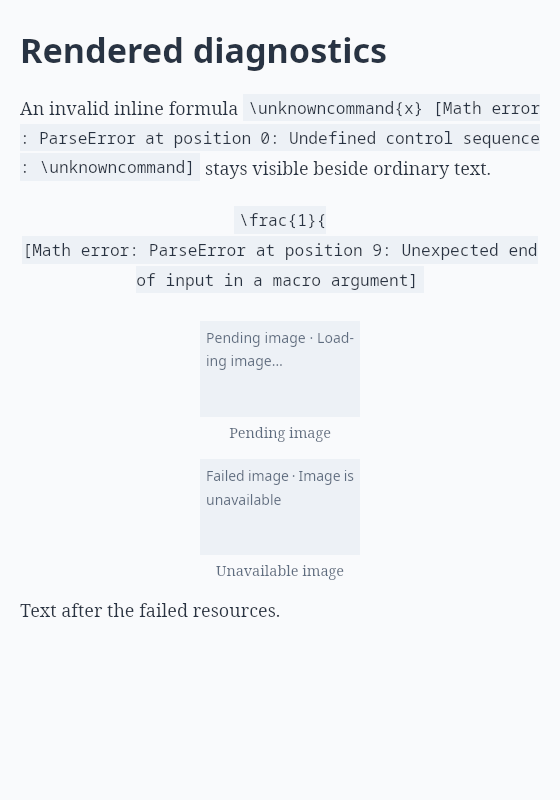 Rendered diagnostics
An invalid inline formula \unknowncommand{x} [Math error
: ParseError at position 0: Undefined control sequence
: \unknowncommand] stays visible beside ordinary text.
\frac{1}{
[Math error: ParseError at position 9: Unexpected end
of input in a macro argument]
Pending image · Load-
ing image…
Pending image
Failed image · Image is
unavailable
Unavailable image
Text after the failed resources.